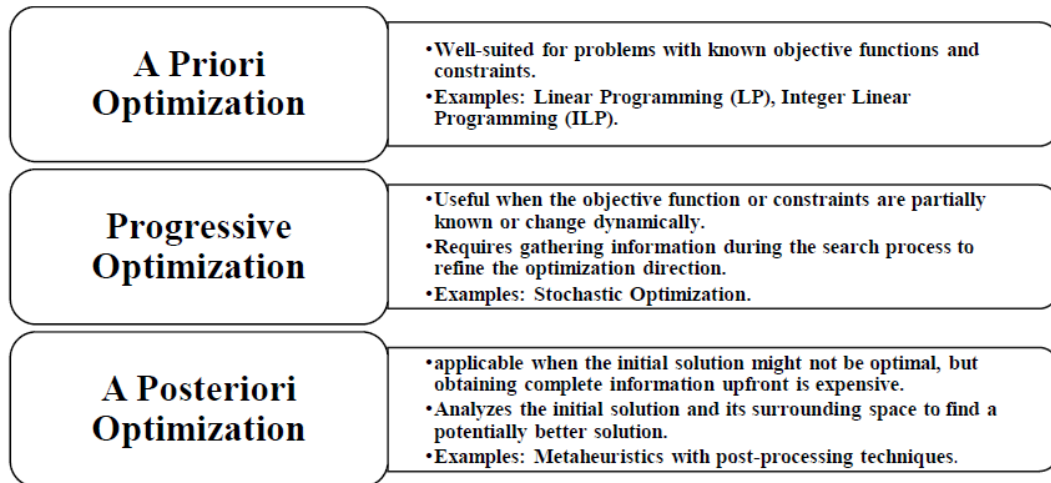 A Priori
Optimization
•Well-suited for problems with known objective functions and
constraints.
•Examples: Linear Programming (LP), Integer Linear
Programming (ILP).
Progressive
Optimization
•Useful when the objective function or constraints are partially
known or change dynamically.
•Requires gathering information during the search process to
refine the optimization direction.
•Examples: Stochastic Optimization.
A Posteriori
Optimization
•applicable when the initial solution might not be optimal, but
obtaining complete information upfront is expensive.
•Analyzes the initial solution and its surrounding space to find a
potentially better solution.
•Examples: Metaheuristics with post-processing techniques.